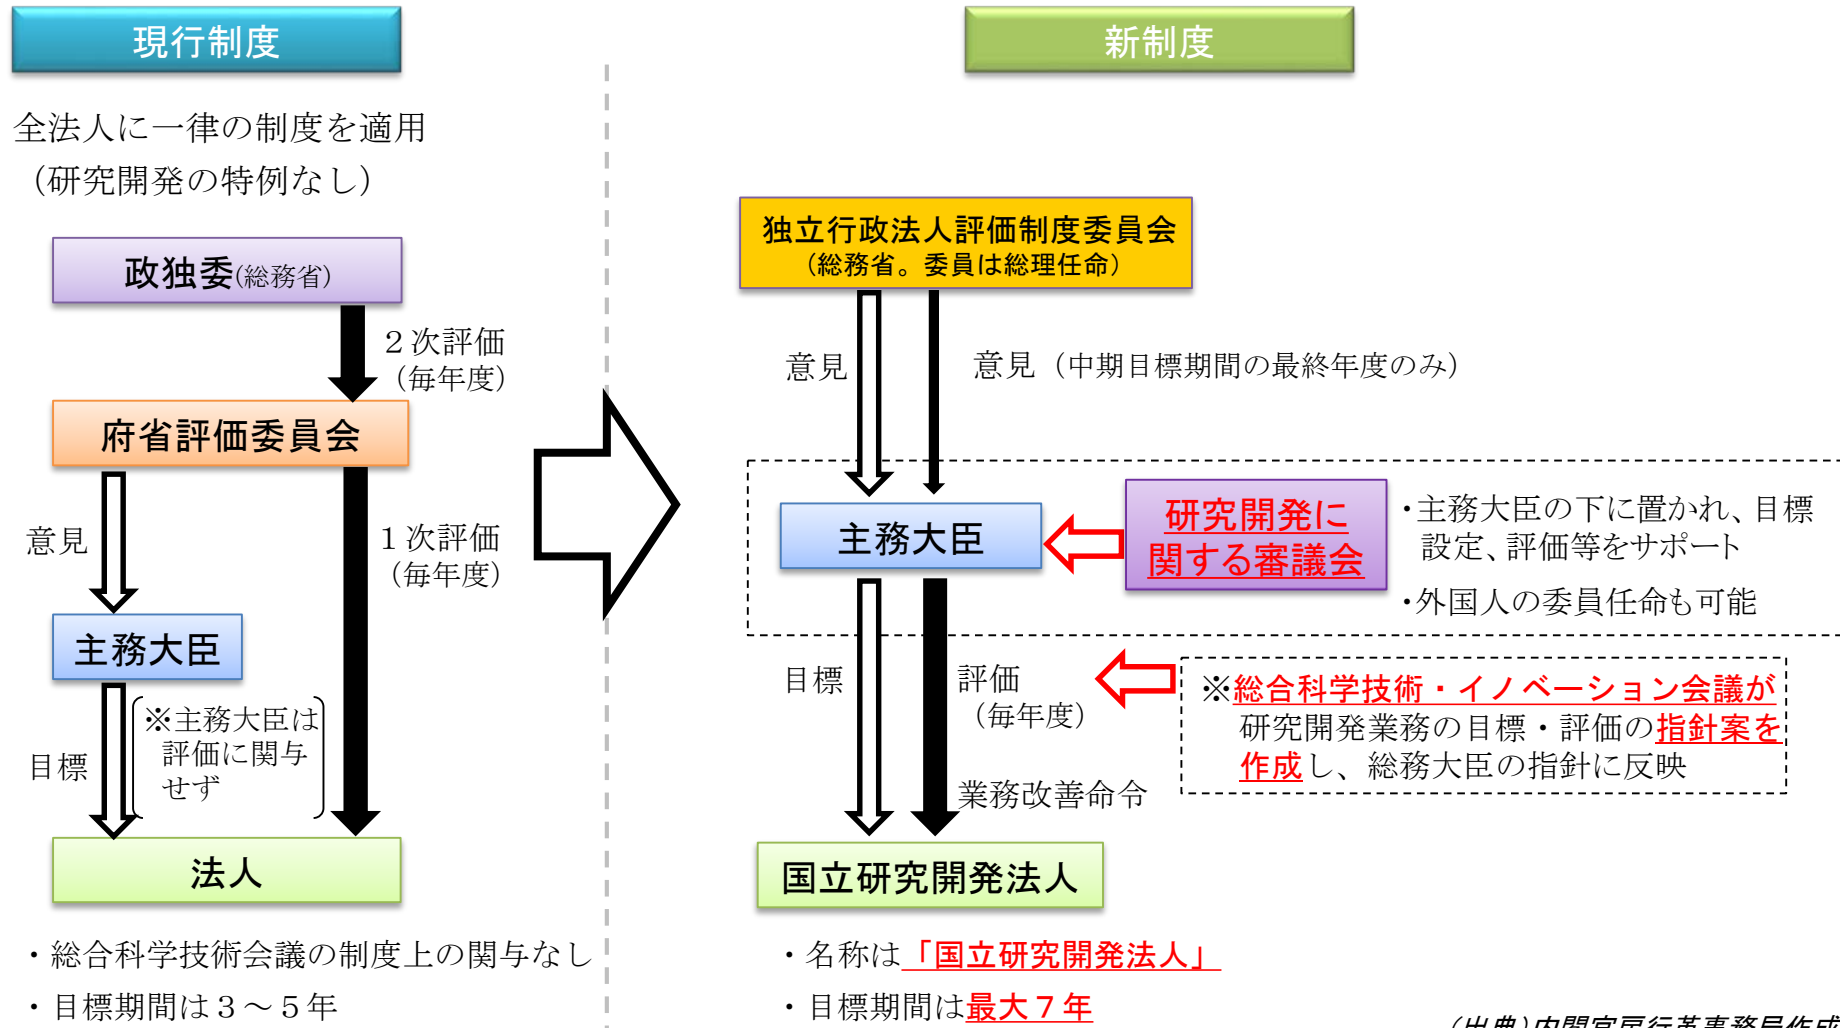 現行制度
全法人に一律の制度を適用
（研究開発の特例なし）
政独委(総務省)
２次評価
（毎年度）
府省評価委員会
意見
１次評価
（毎年度）
主務大臣
目標
※主務大臣は
評価に関与
せず
法人
・総合科学技術会議の制度上の関与なし
・目標期間は３～５年
新制度
独立行政法人評価制度委員会
（総務省。委員は総理任命）
意見
意見（中期目標期間の最終年度のみ）
主務大臣
研究開発に
関する審議会
・主務大臣の下に置かれ、目標
設定、評価等をサポート
・外国人の委員任命も可能
目標
評価
（毎年度）
※総合科学技術・イノベーション会議が
研究開発業務の目標・評価の指針案を
作成し、総務大臣の指針に反映
業務改善命令
国立研究開発法人
・名称は「国立研究開発法人」
・目標期間は最大７年
(出典)内閣官房行革事務局作成